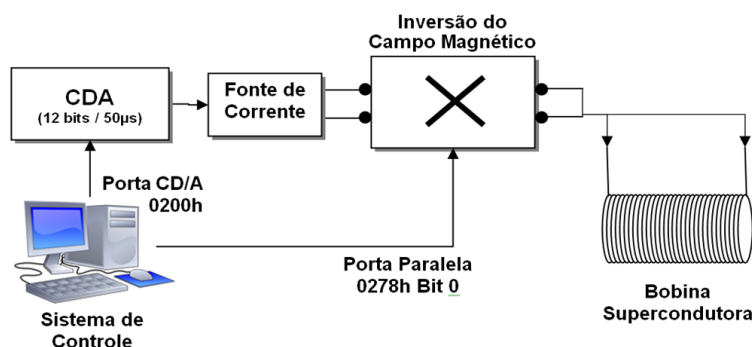 Inversão do
Campo Magnético
CDA
(12 bits / 50µs)
Fonte de
Corrente
Porta CD/A
0200h
Porta Paralela
0278h Bit 0
Sistema de
Controle
Bobina
Supercondutora